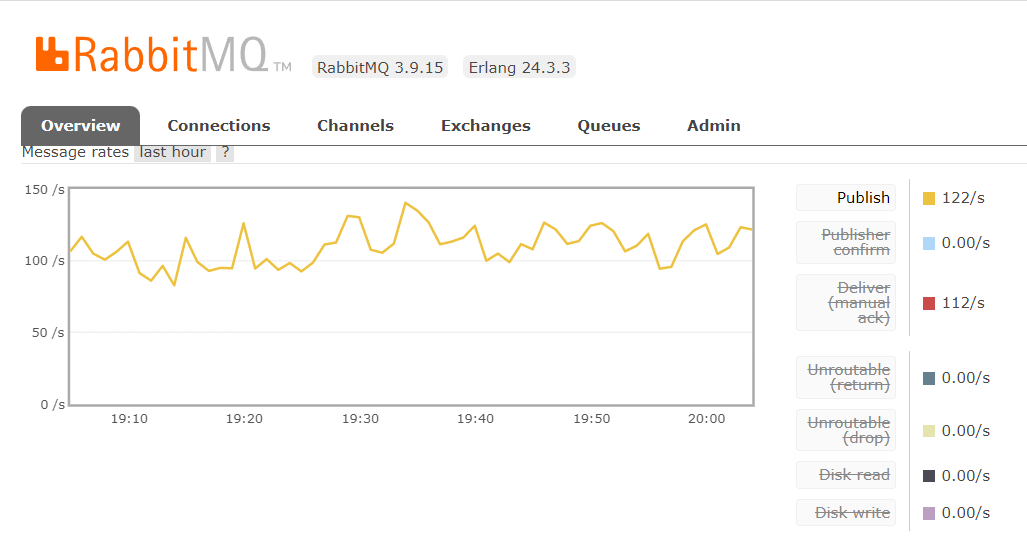 RabbitMQ TM RabbitMQ 3.9.15 Erlang 24.3.3
Overview Connections Channels Exchanges Queues Admin
Message rates last hour ?
150 /s
100 /s
50 /s
0 /s
19:10 19:20 19:30 19:40 19:50 20:00
Publish 122/s
Publisher
confirm 0.00/s
Deliver
(manual
ack) 112/s
Unroutable
(return) 0.00/s
Unroutable
(drop) 0.00/s
Disk read 0.00/s
Disk write 0.00/s